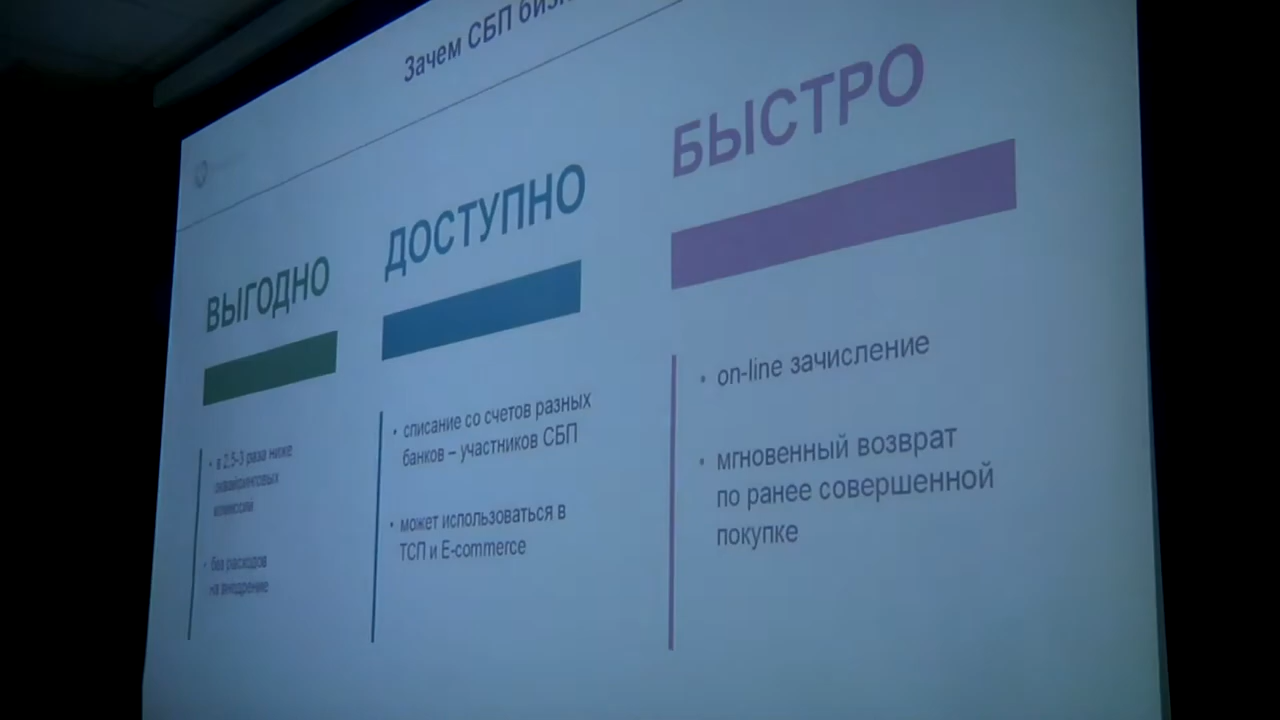 Зачем СБП
ВЫГОДНО
• в 2,5-3 раза ниже
эквайринговых
комиссий
• без расходов
на внедрение
ДОСТУПНО
• списание со счетов разных
банков – участников СБП
• может использоваться в
ТСП и E-commerce
БЫСТРО
• on-line зачисление
• мгновенный возврат
по ранее совершенной
покупке